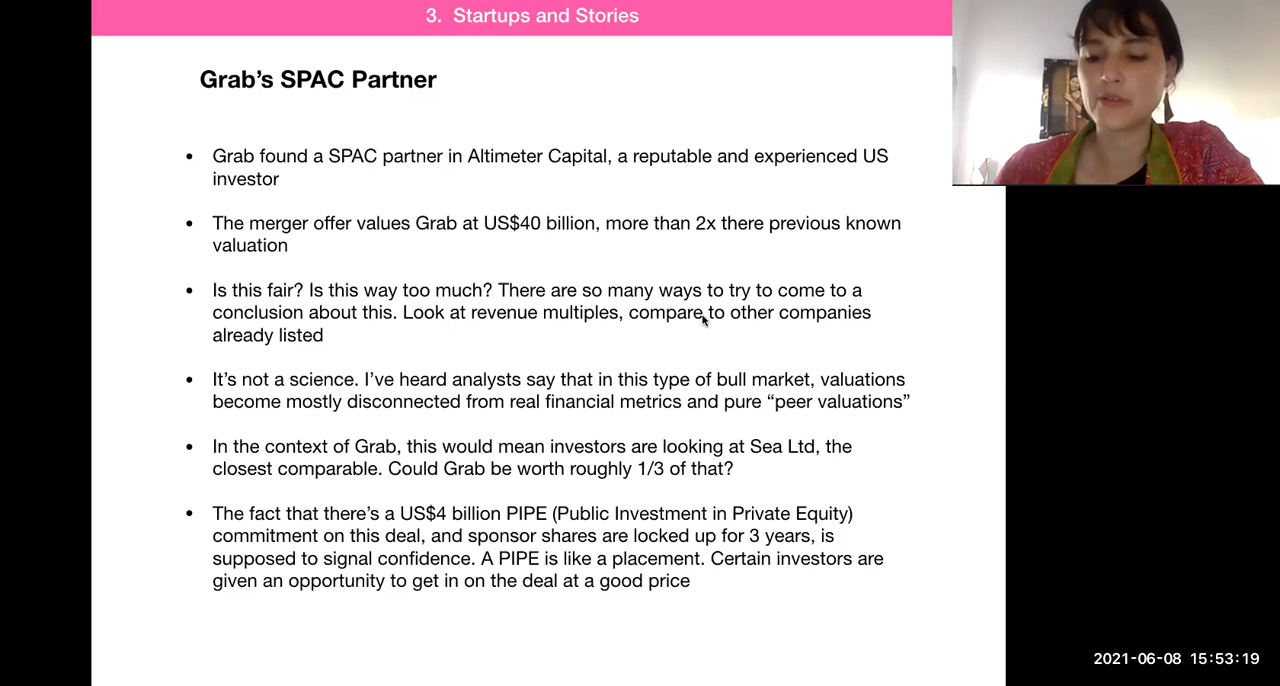 3. Startups and Stories
Grab's SPAC Partner
• Grab found a SPAC partner in Altimeter Capital, a reputable and experienced US
investor
• The merger offer values Grab at US$40 billion, more than 2x there previous known
valuation
• Is this fair? Is this way too much? There are so many ways to try to come to a
conclusion about this. Look at revenue multiples, compare to other companies
already listed
• It's not a science. I've heard analysts say that in this type of bull market, valuations
become mostly disconnected from real financial metrics and pure “peer valuations”
• In the context of Grab, this would mean investors are looking at Sea Ltd, the
closest comparable. Could Grab be worth roughly 1/3 of that?
• The fact that there's a US$4 billion PIPE (Public Investment in Private Equity)
commitment on this deal, and sponsor shares are locked up for 3 years, is
supposed to signal confidence. A PIPE is like a placement. Certain investors are
given an opportunity to get in on the deal at a good price
2021-06-08 15:53:19